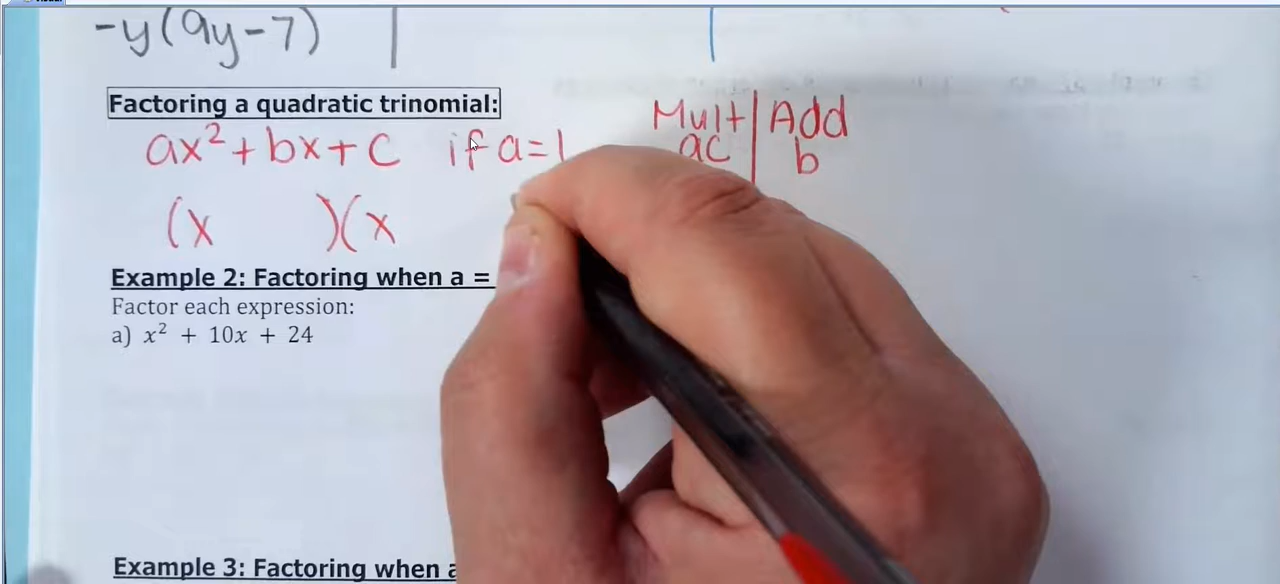 -y(9y-7)
Factoring a quadratic trinomial:
Mult | Add
ax²+bx+c if a=1 ac | b
(x )(x
Example 2: Factoring when a =
Factor each expression:
a) x² + 10x + 24
Example 3: Factoring when a